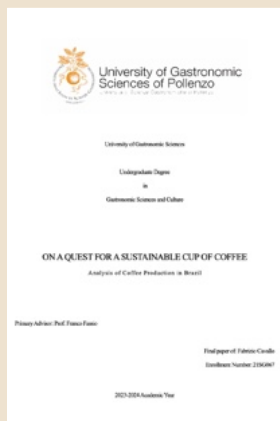 University of Gastronomic
Sciences of Pollenzo
University of Gastronomic Sciences
Undergraduate Degree
in
Gastronomic Sciences and Culture
ON A QUEST FOR A SUSTAINABLE CUP OF COFFEE
Analysis of Coffee Production in Brazil
Primary Advisor: Prof. Franco Fassio
Final paper of: Fabrizio
Enrollment Number:
2023-2024 Academic Year